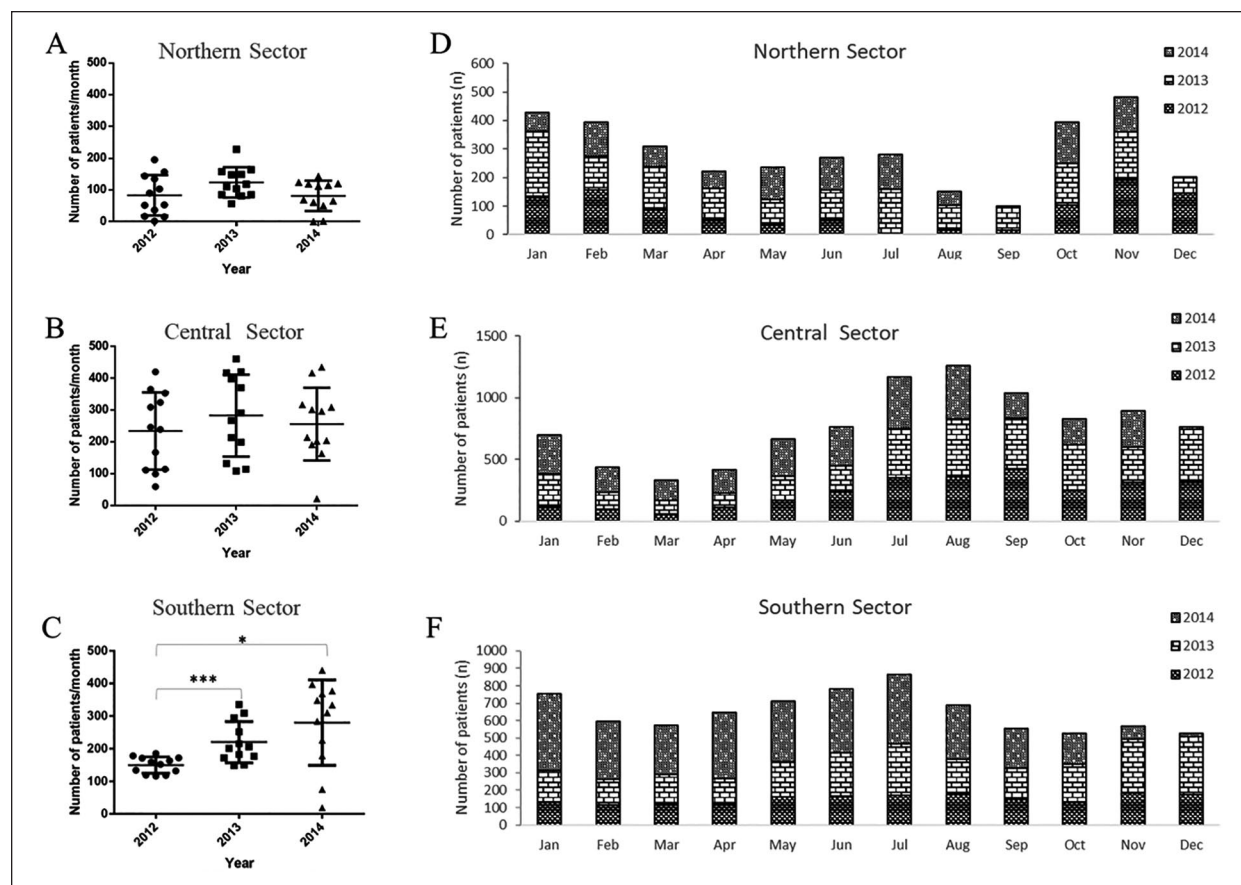 A
Northern Sector
Number of patients/month
500
400
300
200
100
0
2012
2013
2014
Year
D
Northern Sector
2014
2013
2012
Number of patients (n)
600
500
400
300
200
100
0
Jan Feb Mar Apr May Jun Jul Aug Sep Oct Nov Dec
B
Central Sector
Number of patients/month
500
400
300
200
100
0
2012
2013
2014
E
Central Sector
2014
2013
2012
Number of patients (n)
1500
1000
500
0
Jan Feb Mar Apr May Jun Jul Aug Sep Oct Nor Dec
C
Southern Sector
Number of patients/month
500
400
300
200
100
0
***
*
2012
2013
2014
Year
F
Southern Sector
2014
2013
2012
Number of patients (n)
1000
900
800
700
600
500
400
300
200
100
0
Jan Feb Mar Apr May Jun Jul Aug Sep Oct Nov Dec